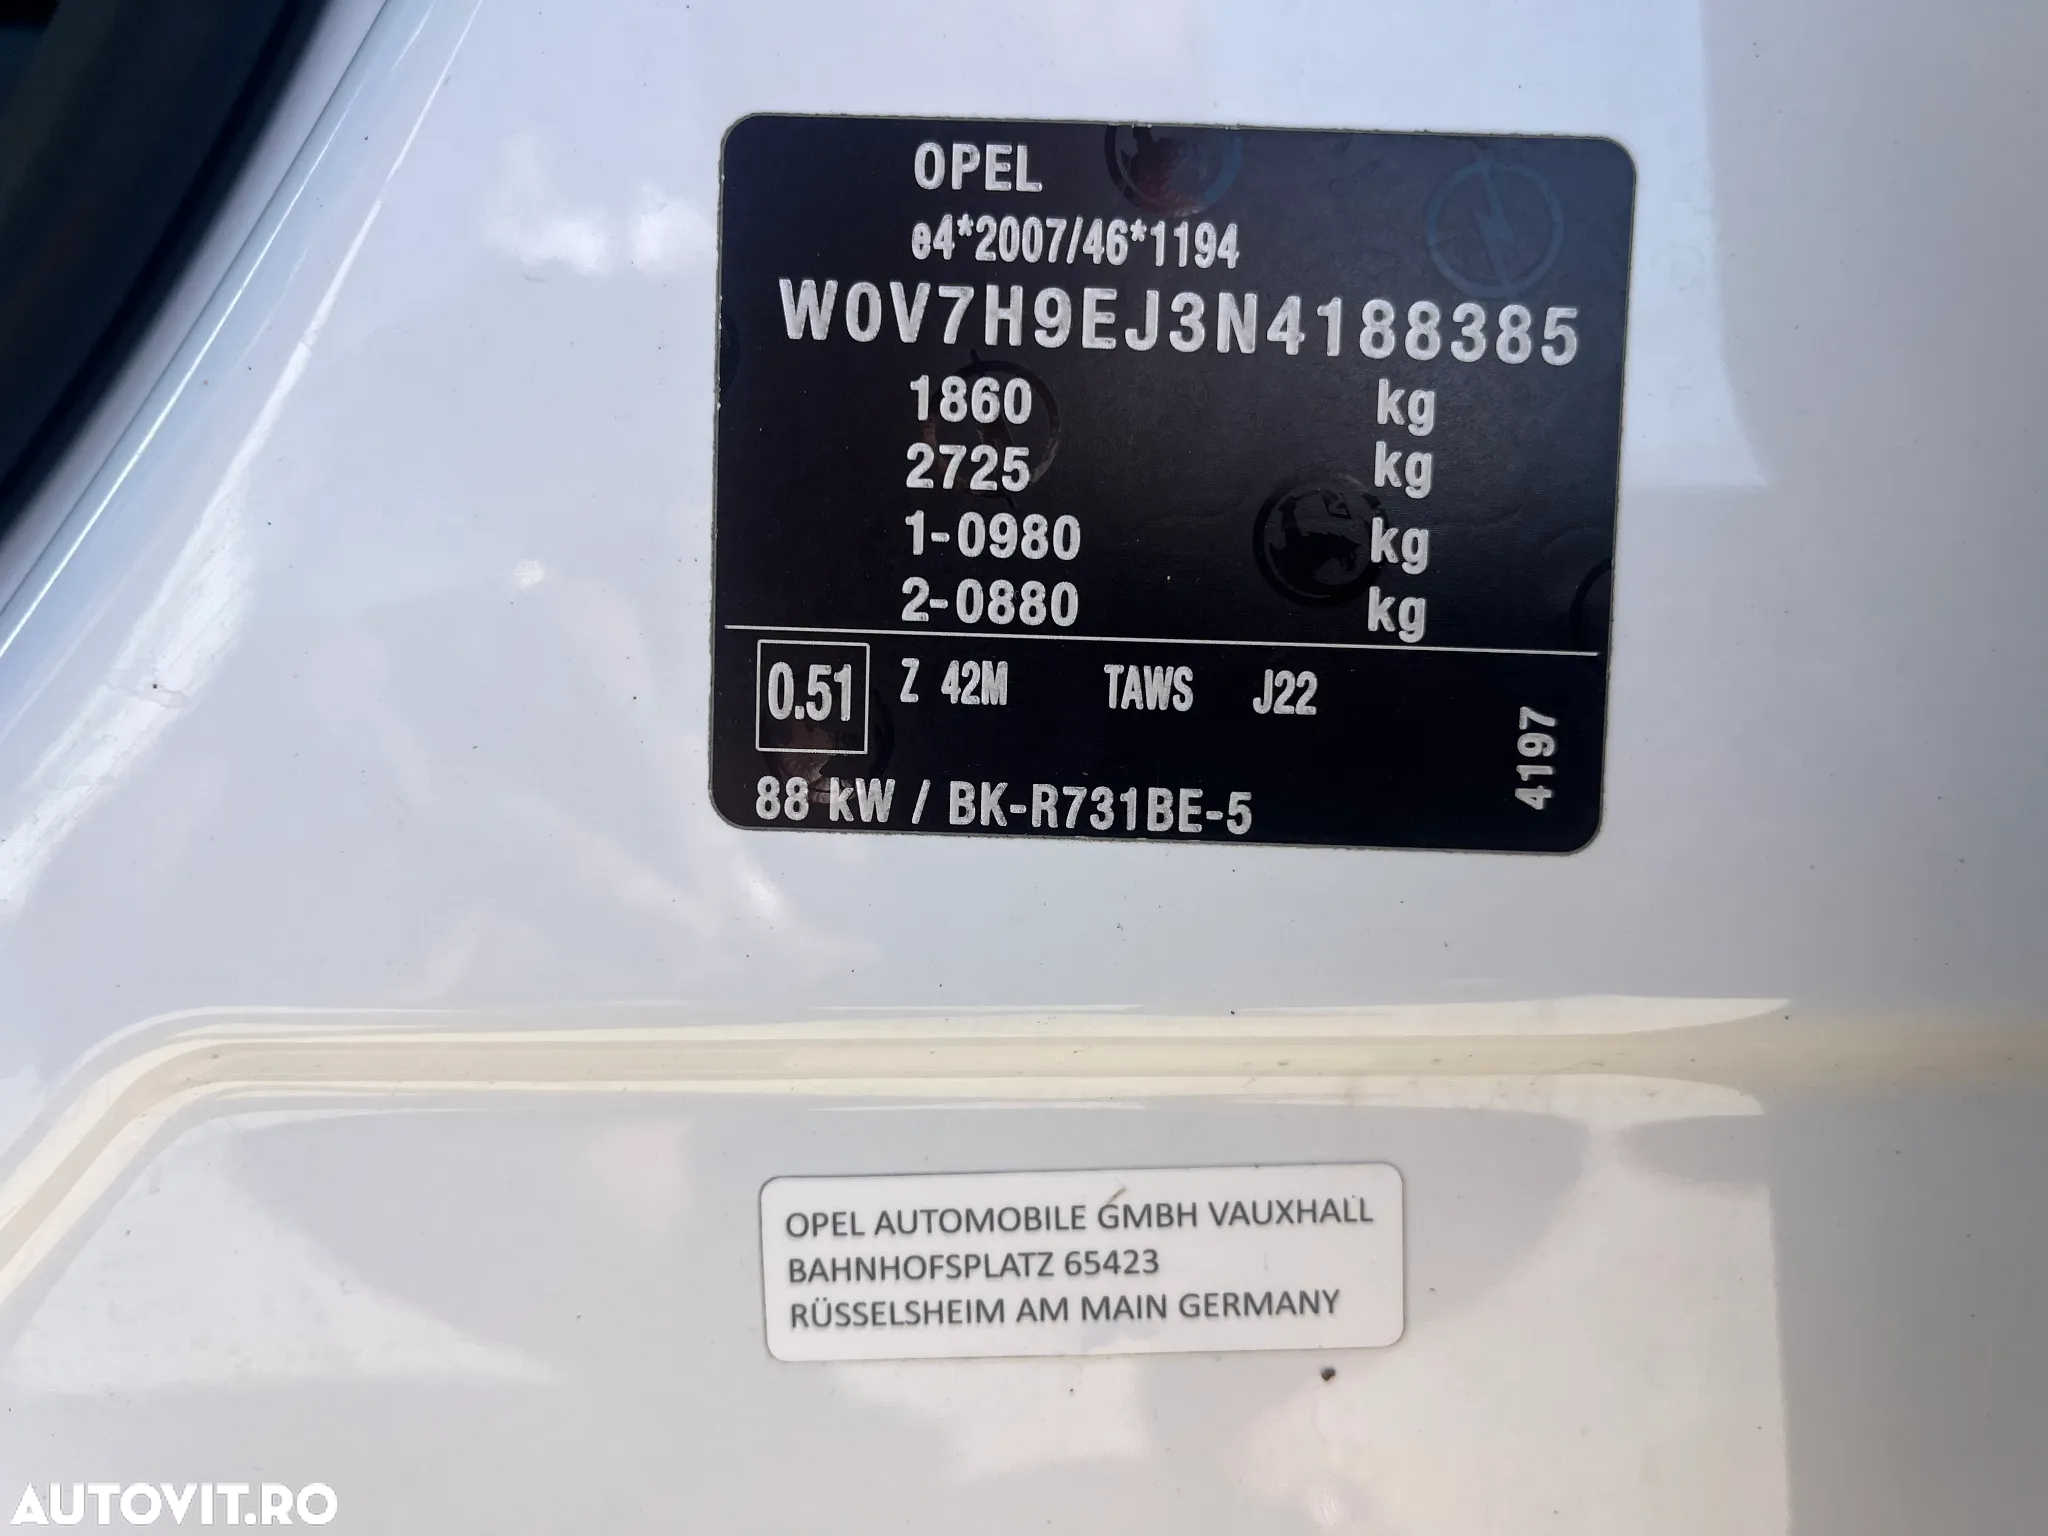 OPEL
e4*2007/46*1194
W0V7H9EJ3N4188385
1860 kg
2725 kg
1-0980 kg
2-0880 kg
0.51 Z 42M TAWS J22
4197
88 kW / BK-R731BE-5
OPEL AUTOMOBILE GMBH VAUXHALL
BAHNHOFSPLATZ 65423
RÜSSELSHEIM AM MAIN GERMANY
AUTOVIT.RO